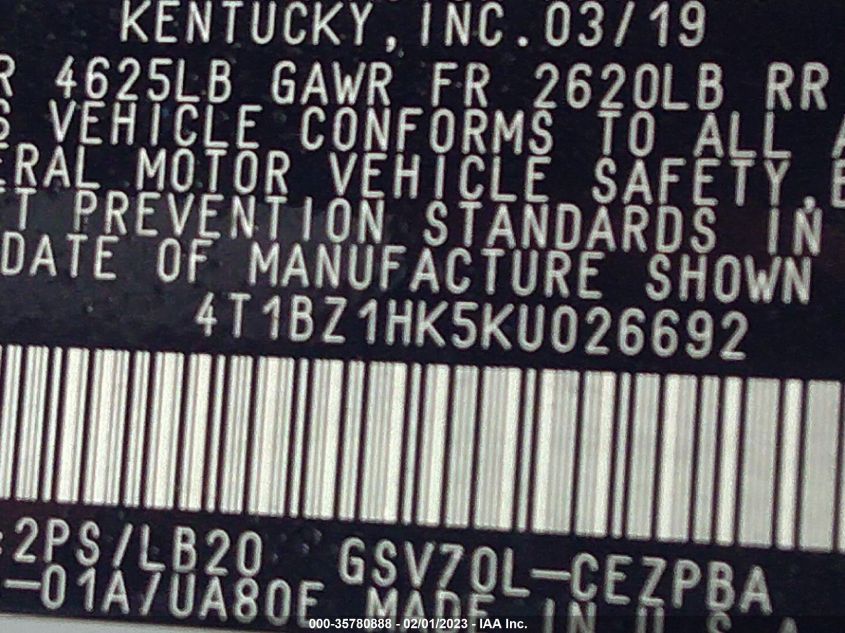 KENTUCKY, INC. 03/19
R 4625LB GAWR FR 2620LB RR
S VEHICLE CONFORMS TO ALL A
ERAL MOTOR VEHICLE SAFETY, B
T PREVENTION STANDARDS IN
DATE OF MANUFACTURE SHOWN
4T1BZ1HK5KU026692
:2PS/LB20 GSV70L-CEZPBA
-01A/UA80E MADE IN U.S.A
000-35780888 - 02/01/2023 - IAA Inc.